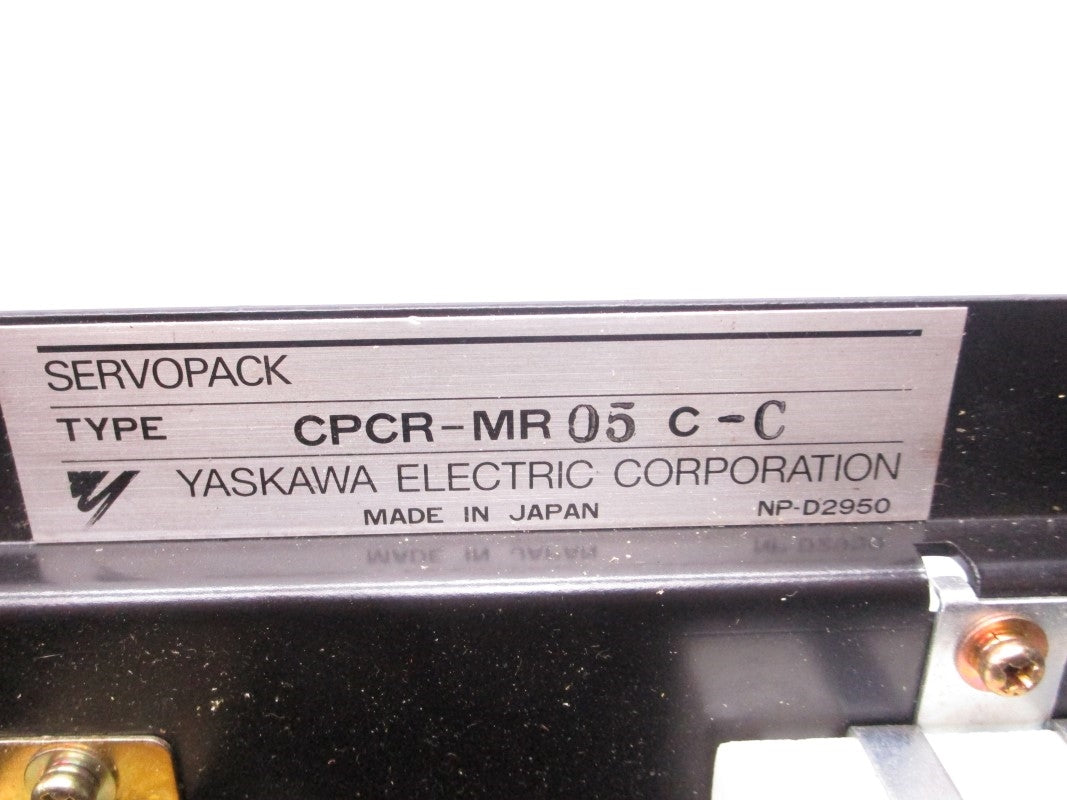 SERVOPACK
TYPE CPCR-MR 05 C -C
YASKAWA ELECTRIC CORPORATION
MADE IN JAPAN NP-D2950